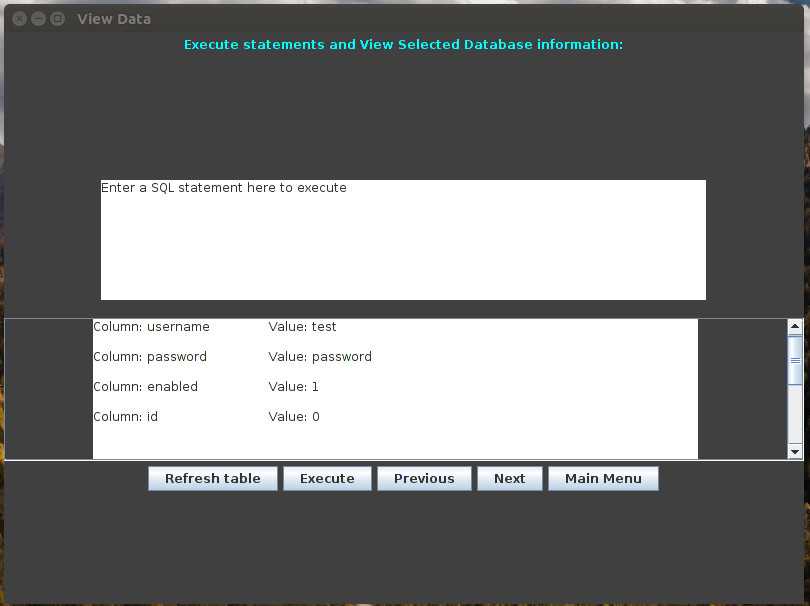 View Data
Execute statements and View Selected Database information:
Enter a SQL statement here to execute
Column: username Value: test
Column: password Value: password
Column: enabled Value: 1
Column: id Value: 0
Refresh table Execute Previous Next Main Menu